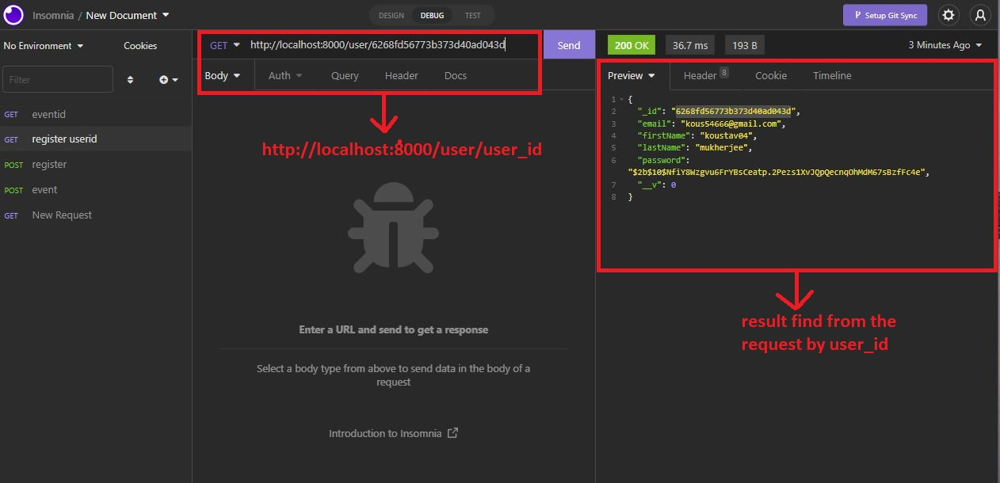 Insomnia / New Document
DESIGN DEBUG TEST
Setup Git Sync
No Environment Cookies
GET http://localhost:8000/user/6268fd56773b373d40ad043d Send
200 OK 36.7 ms 193 B 3 Minutes Ago
Filter
Body Auth Query Header Docs
Preview Header 8 Cookie Timeline
GET eventid
GET register userid
POST register
POST event
GET New Request
http://localhost:8000/user/user_id
1 {
2 "_id": "6268fd56773b373d40ad043d",
3 "email": "kous54666@gmail.com",
4 "firstName": "koustav04",
5 "lastName": "mukherjee",
6 "password":
"$2b$10$NfiY8Wzgvu6FrYBsCeatp.2Pezs1XvJQpQecnqOhMdM67sBzfFc4e",
7 "__v": 0
8 }
result find from the
request by user_id
Enter a URL and send to get a response
Select a body type from above to send data in the body of a
request
Introduction to Insomnia